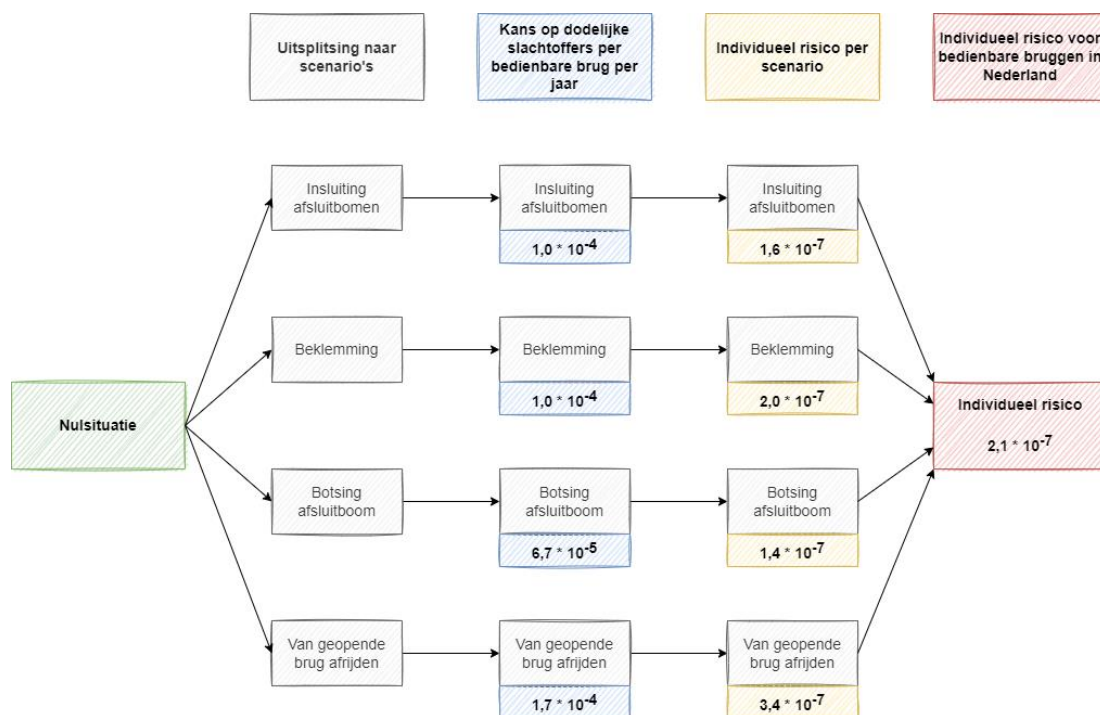 Uitsplitsing naar
scenario's
Kans op dodelijke
slachtoffers per
bedienbare brug per
jaar
Individueel risico per
scenario
Individueel risico voor
bedienbare bruggen in
Nederland
Nulsituatie
Insluiting
afsluitbomen
Insluiting
afsluitbomen
1,0 * 10⁻⁴
Insluiting
afsluitbomen
1,6 * 10⁻⁷
Beklemming
Beklemming
1,0 * 10⁻⁴
Beklemming
2,0 * 10⁻⁷
Botsing
afsluitboom
Botsing
afsluitboom
6,7 * 10⁻⁵
Botsing
afsluitboom
1,4 * 10⁻⁷
Van geopende
brug afrijden
Van geopende
brug afrijden
1,7 * 10⁻⁴
Van geopende
brug afrijden
3,4 * 10⁻⁷
Individueel risico
2,1 * 10⁻⁷